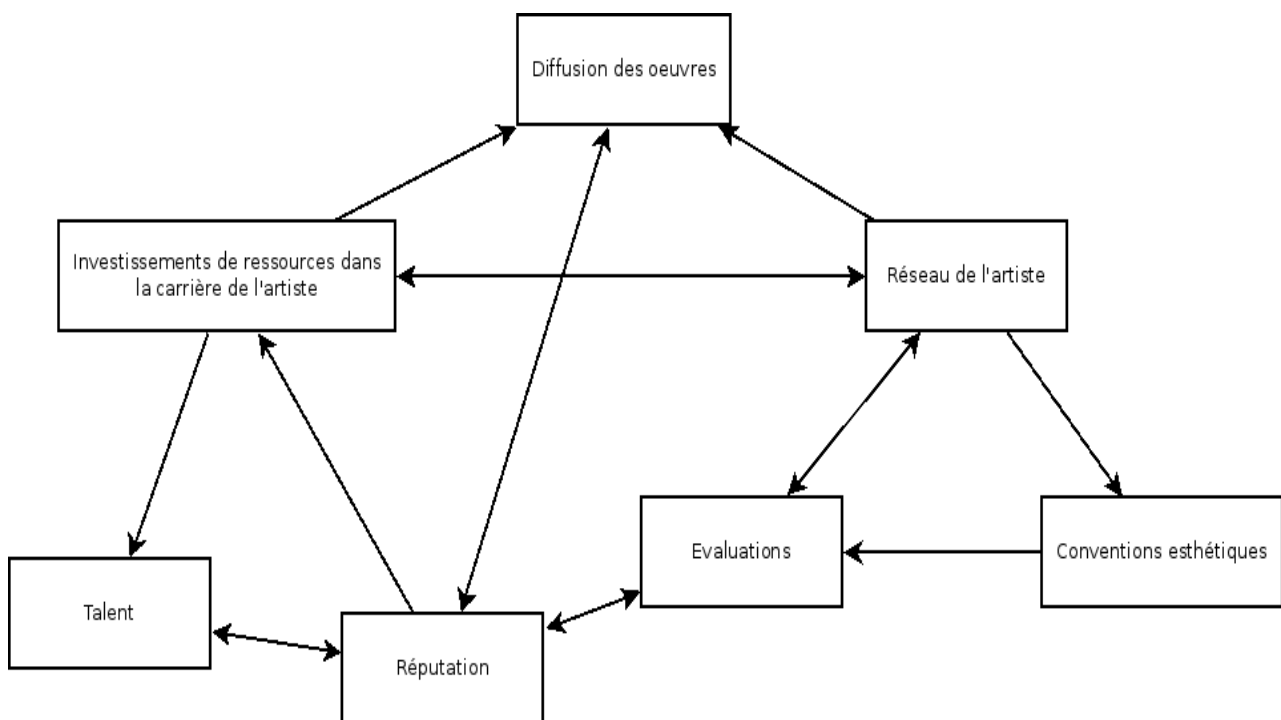 Diffusion des oeuvres
Investissements de ressources dans
la carrière de l'artiste
Réseau de l'artiste
Evaluations
Conventions esthétiques
Talent
Réputation